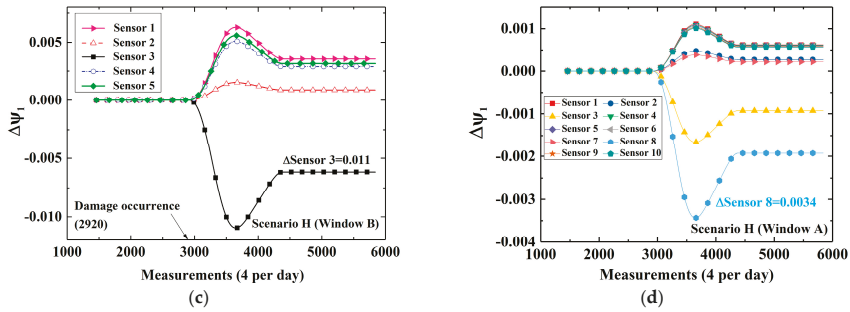 Sensor 1
Sensor 2
Sensor 3
Sensor 4
Sensor 5
0.005
0.000
-0.005
-0.010
Δψ1
ΔSensor 3=0.011
Damage occurrence
(2920)
Scenario H (Window B)
1000 2000 3000 4000 5000 6000
Measurements (4 per day)
(c)
0.001
0.000
-0.001
-0.002
-0.003
-0.004
Δψ1
Sensor 1 Sensor 2
Sensor 3 Sensor 4
Sensor 5 Sensor 6
Sensor 7 Sensor 8
Sensor 9 Sensor 10
ΔSensor 8=0.0034
Scenario H (Window A)
1000 2000 3000 4000 5000 6000
Measurements (4 per day)
(d)